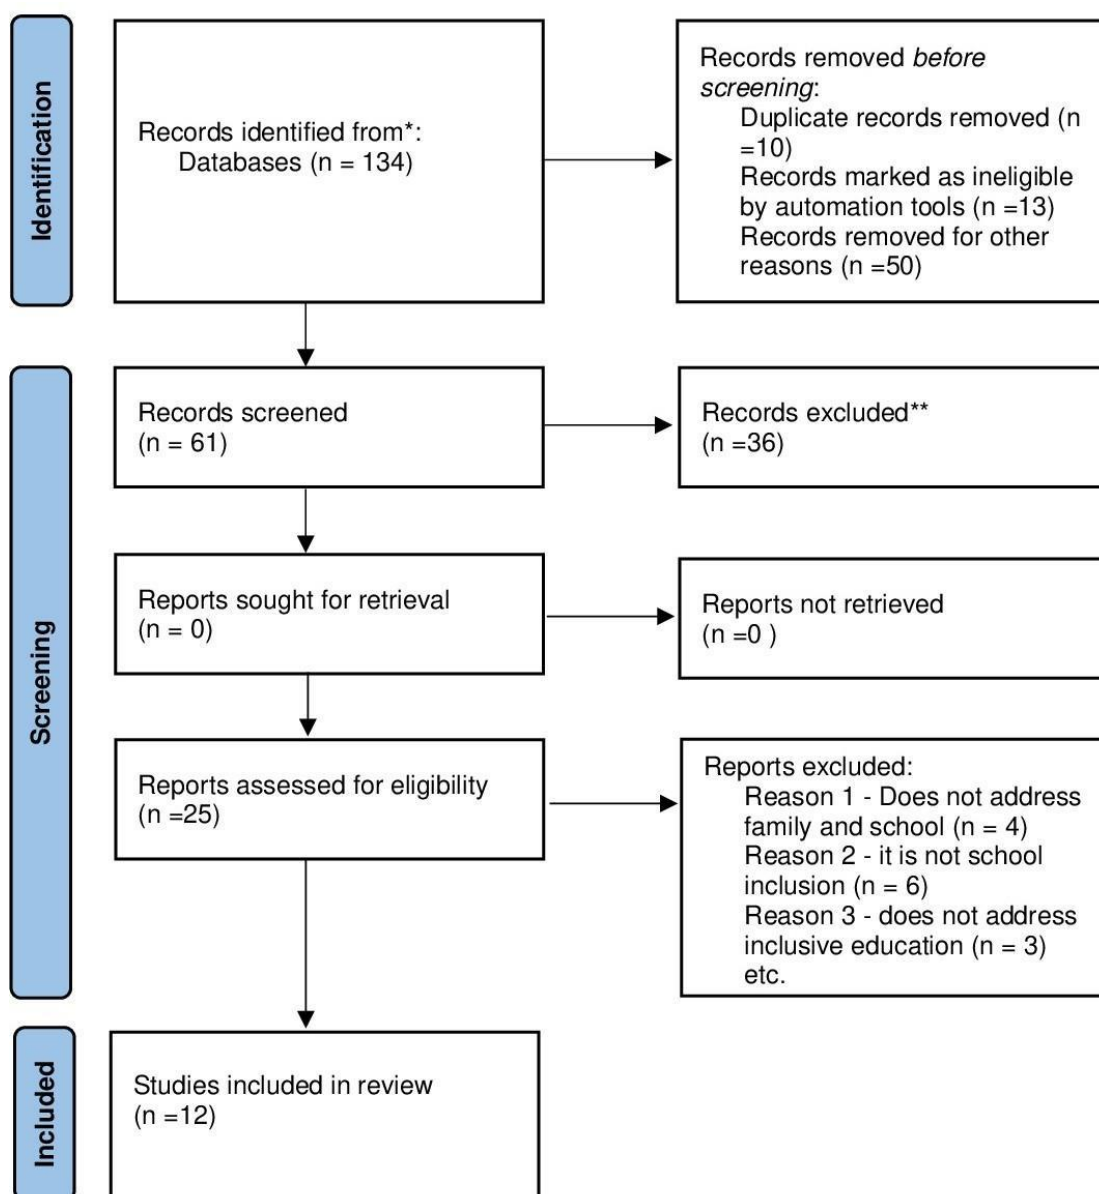 Identification
Records identified from*:
Databases (n = 134)
Records removed before
screening:
Duplicate records removed (n
=10)
Records marked as ineligible
by automation tools (n =13)
Records removed for other
reasons (n =50)
Screening
Records screened
(n = 61)
Records excluded**
(n =36)
Reports sought for retrieval
(n = 0)
Reports not retrieved
(n =0 )
Reports assessed for eligibility
(n =25)
Reports excluded:
Reason 1 - Does not address
family and school (n = 4)
Reason 2 - it is not school
inclusion (n = 6)
Reason 3 - does not address
inclusive education (n = 3)
etc.
Included
Studies included in review
(n =12)